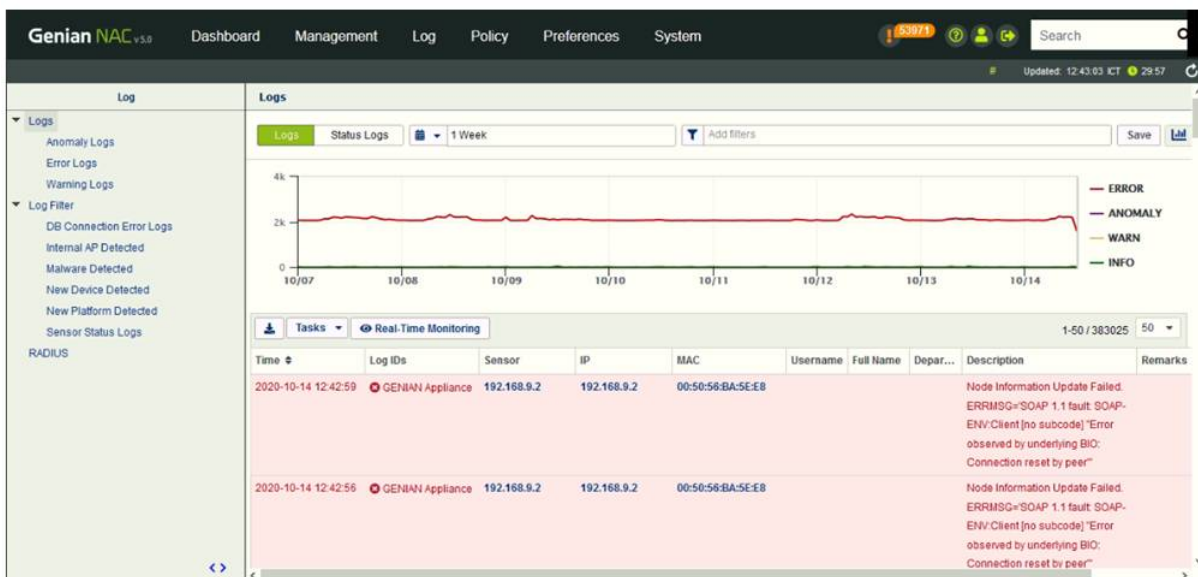 Genian NAC v5.0 Dashboard Management Log Policy Preferences System 53971 Search
# Updated: 12:43:03 ICT 29:57
Log
Logs
Anomaly Logs
Error Logs
Warning Logs
Log Filter
DB Connection Error Logs
Internal AP Detected
Malware Detected
New Device Detected
New Platform Detected
Sensor Status Logs
RADIUS
Logs
Logs Status Logs 1 Week Add filters Save
4k
2k
0
10/07 10/08 10/09 10/10 10/11 10/12 10/13 10/14
ERROR
ANOMALY
WARN
INFO
Tasks Real-Time Monitoring 1-50 / 383025 50
Time Log IDs Sensor IP MAC Username Full Name Depar... Description Remarks
2020-10-14 12:42:59 GENIAN Appliance 192.168.9.2 192.168.9.2 00:50:56:BA:5E:E8 Node Information Update Failed.
ERRMSG='SOAP 1.1 fault: SOAP-
ENV:Client [no subcode] "Error
observed by underlying BIO:
Connection reset by peer"'
2020-10-14 12:42:56 GENIAN Appliance 192.168.9.2 192.168.9.2 00:50:56:BA:5E:E8 Node Information Update Failed.
ERRMSG='SOAP 1.1 fault: SOAP-
ENV:Client [no subcode] "Error
observed by underlying BIO:
Connection reset by peer"'